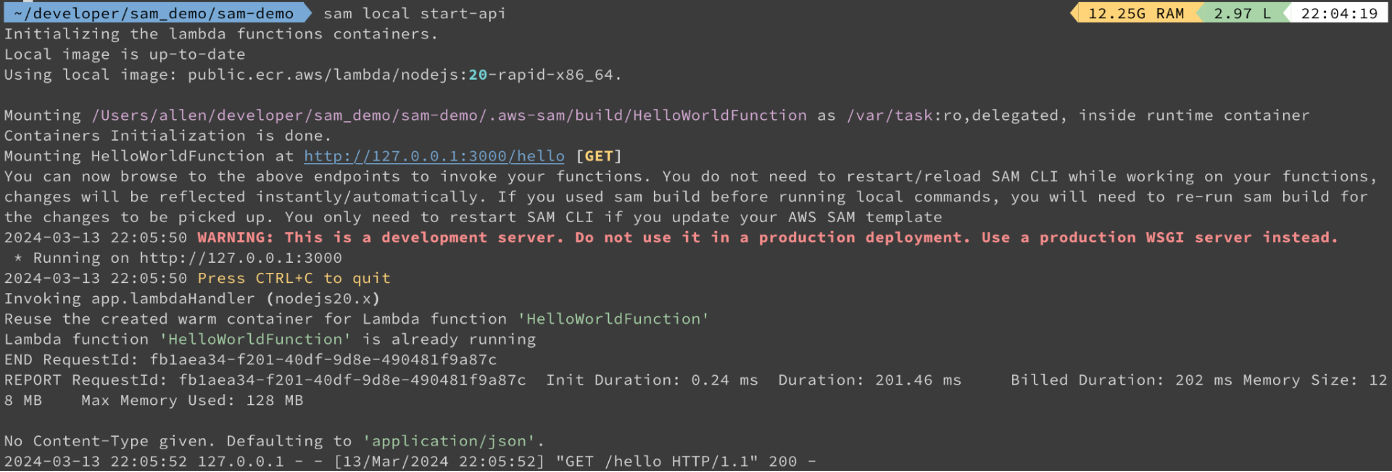 ~/developer/sam_demo/sam-demo sam local start-api 12.25G RAM 2.97 L 22:04:19
Initializing the lambda functions containers.
Local image is up-to-date
Using local image: public.ecr.aws/lambda/nodejs:20-rapid-x86_64.
Mounting /Users/allen/developer/sam_demo/sam-demo/.aws-sam/build/HelloWorldFunction as /var/task:ro,delegated, inside runtime container
Containers Initialization is done.
Mounting HelloWorldFunction at http://127.0.0.1:3000/hello [GET]
You can now browse to the above endpoints to invoke your functions. You do not need to restart/reload SAM CLI while working on your functions,
changes will be reflected instantly/automatically. If you used sam build before running local commands, you will need to re-run sam build for
the changes to be picked up. You only need to restart SAM CLI if you update your AWS SAM template
2024-03-13 22:05:50 WARNING: This is a development server. Do not use it in a production deployment. Use a production WSGI server instead.
 * Running on http://127.0.0.1:3000
2024-03-13 22:05:50 Press CTRL+C to quit
Invoking app.lambdaHandler (nodejs20.x)
Reuse the created warm container for Lambda function 'HelloWorldFunction'
Lambda function 'HelloWorldFunction' is already running
END RequestId: fb1aea34-f201-40df-9d8e-490481f9a87c
REPORT RequestId: fb1aea34-f201-40df-9d8e-490481f9a87c  Init Duration: 0.24 ms  Duration: 201.46 ms     Billed Duration: 202 ms Memory Size: 12
8 MB    Max Memory Used: 128 MB
No Content-Type given. Defaulting to 'application/json'.
2024-03-13 22:05:52 127.0.0.1 - - [13/Mar/2024 22:05:52] "GET /hello HTTP/1.1" 200 -